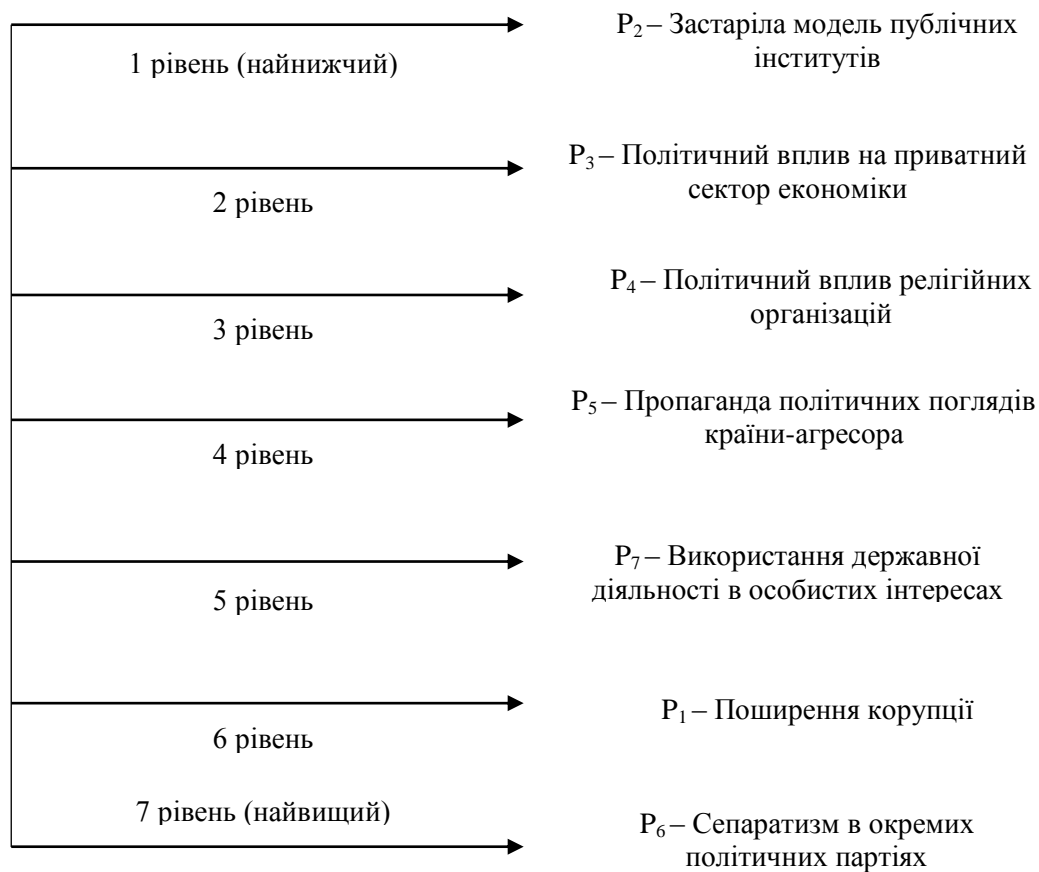 P₂ – Застаріла модель публічних
інститутів
1 рівень (найнижчий)
P₃ – Політичний вплив на приватний
сектор економіки
2 рівень
P₄ – Політичний вплив релігійних
організацій
3 рівень
P₅ – Пропаганда політичних поглядів
країни-агресора
4 рівень
P₇ – Використання державної
діяльності в особистих інтересах
5 рівень
P₁ – Поширення корупції
6 рівень
7 рівень (найвищий)
P₆ – Сепаратизм в окремих
політичних партіях